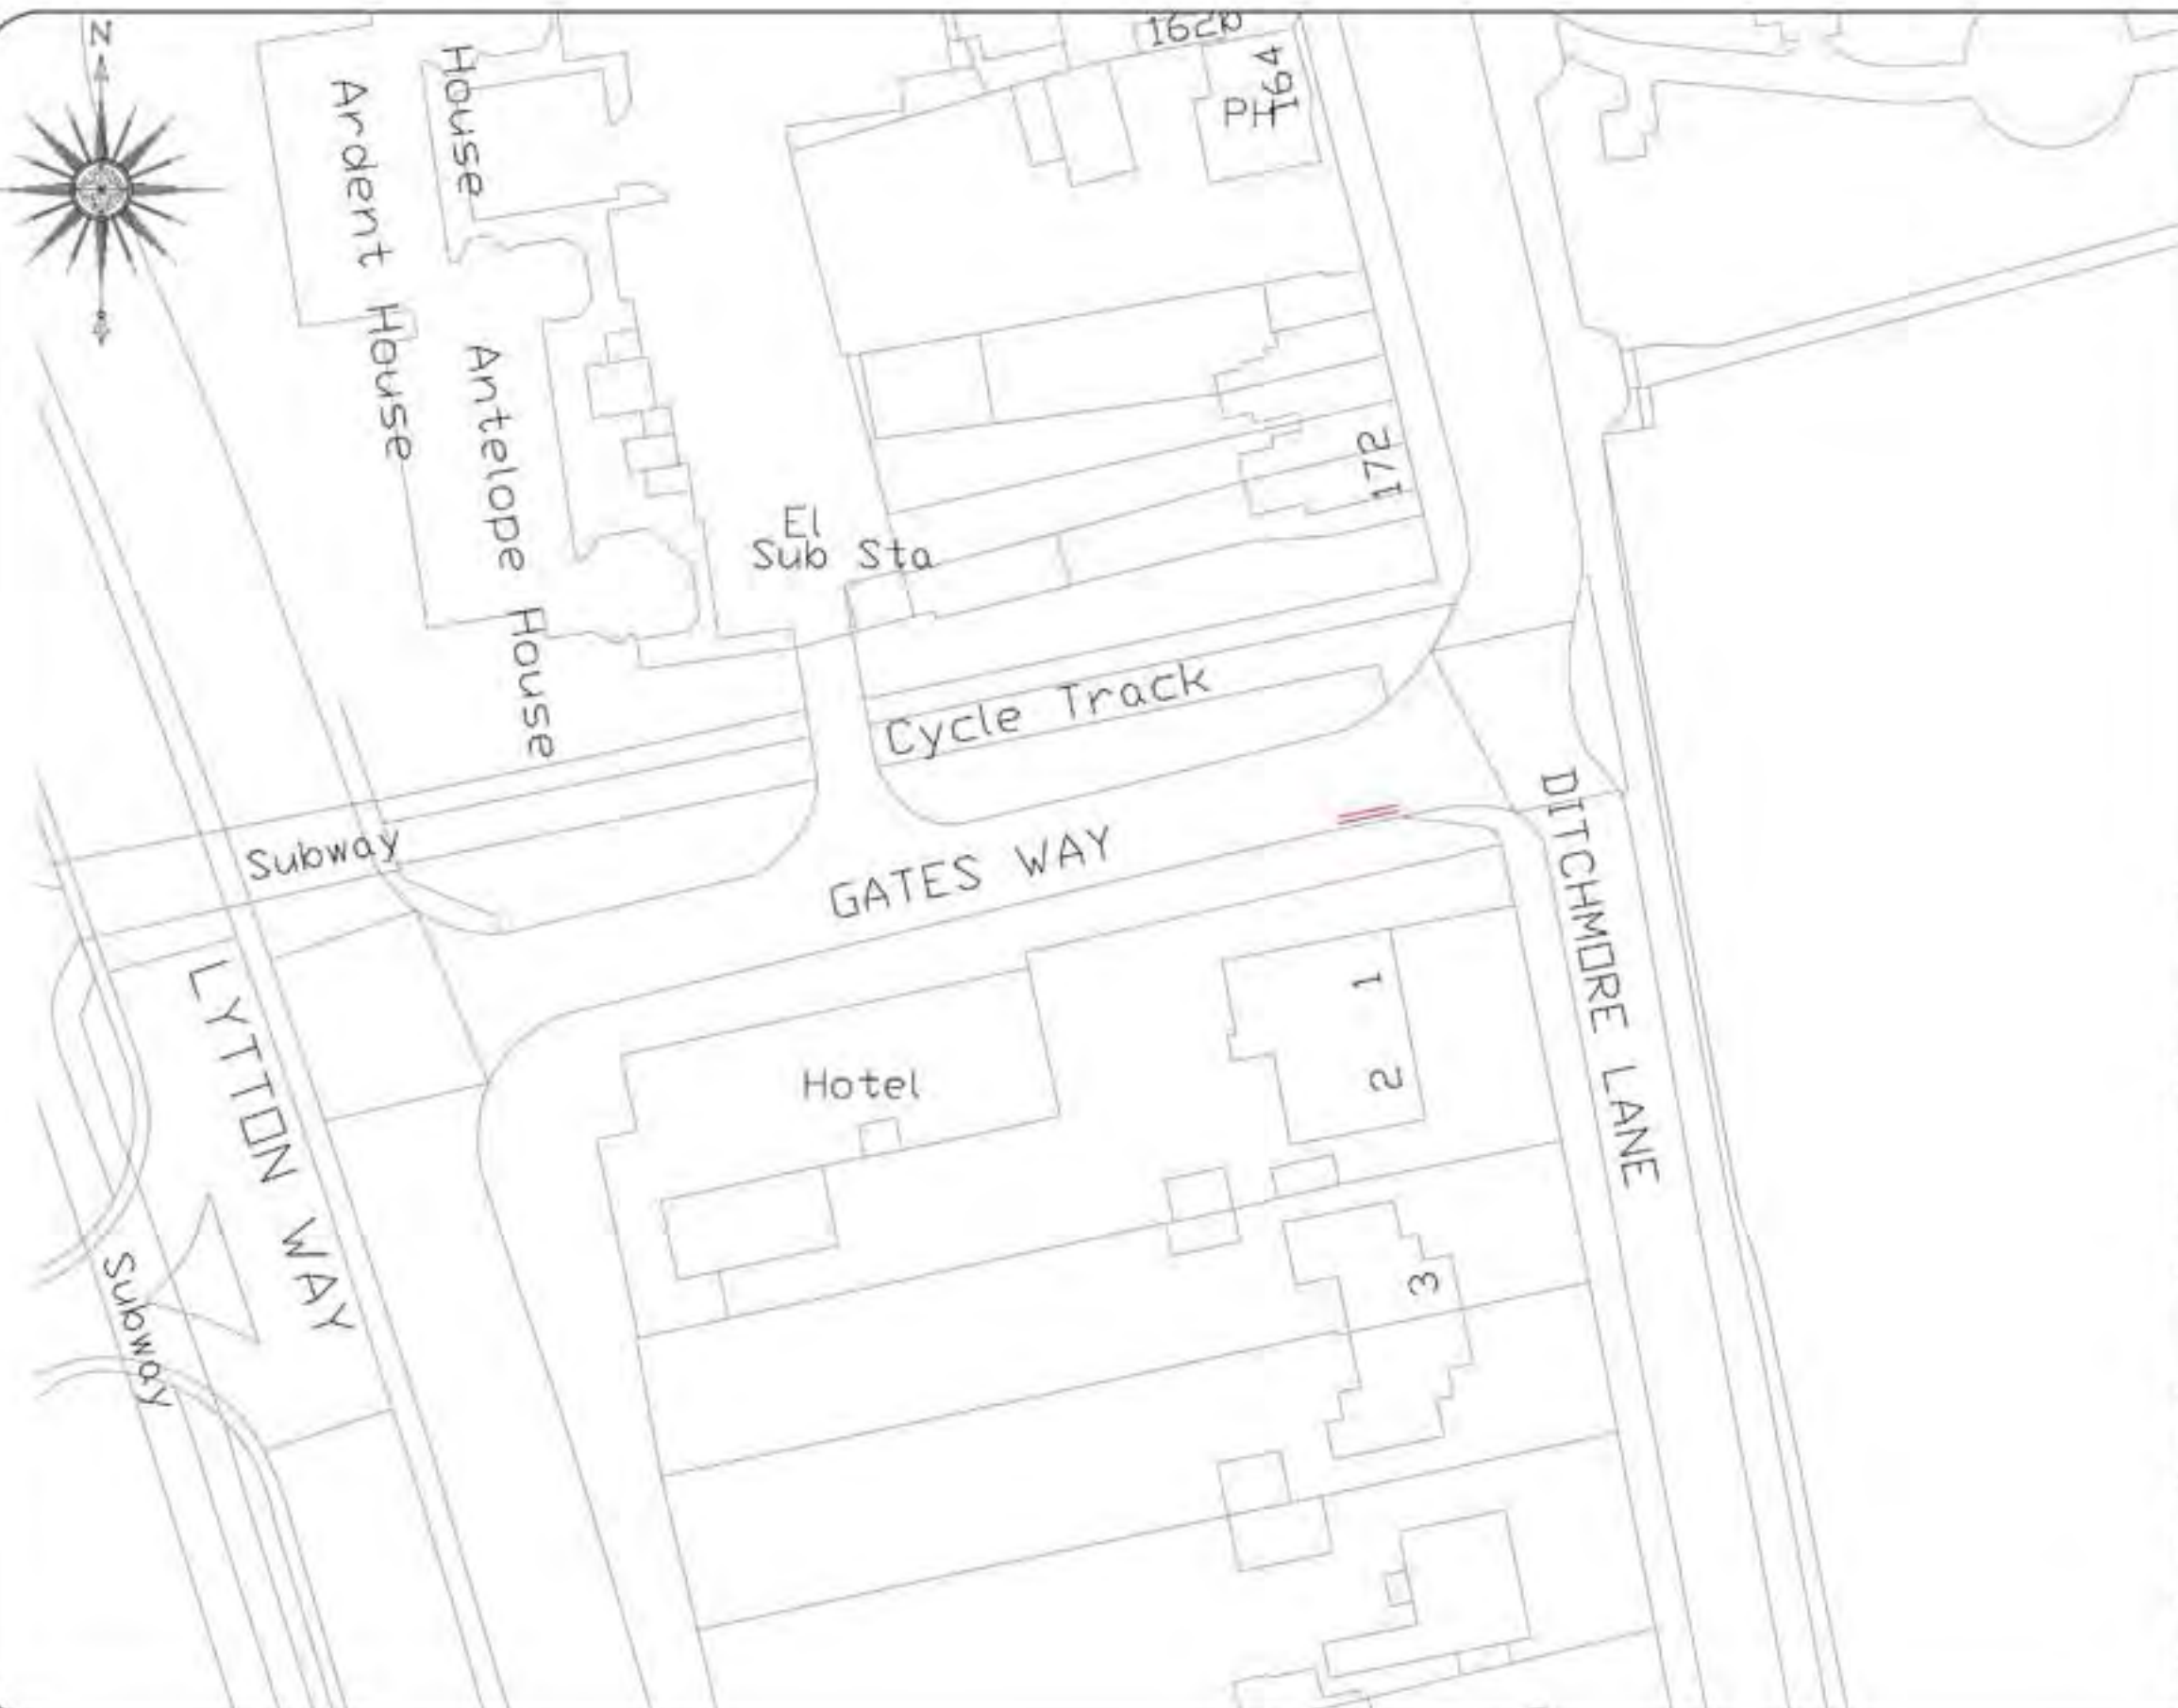 N
162b
164
PH
House
Ardent House
Antelope House
172
El
Sub Sta
Cycle Track
Subway
GATES WAY
DITCHMORE LANE
LYTTON WAY
Hotel
1
2
3
Subway